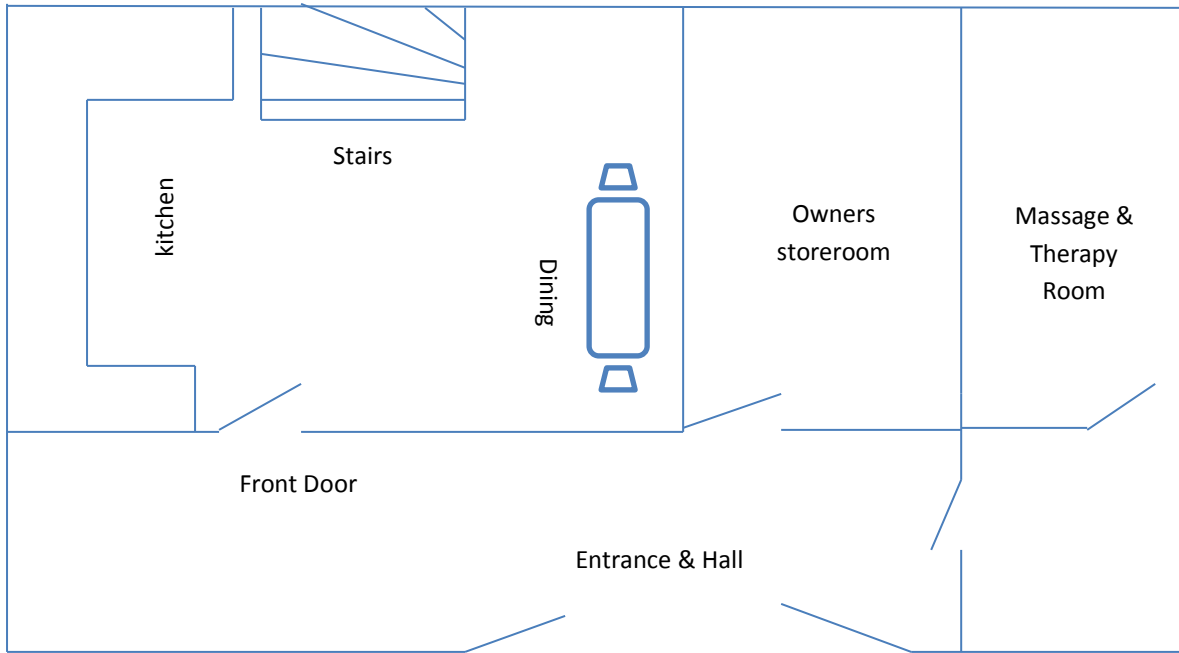 Stairs
kitchen
Dining
Owners
storeroom
Massage &
Therapy
Room
Front Door
Entrance & Hall